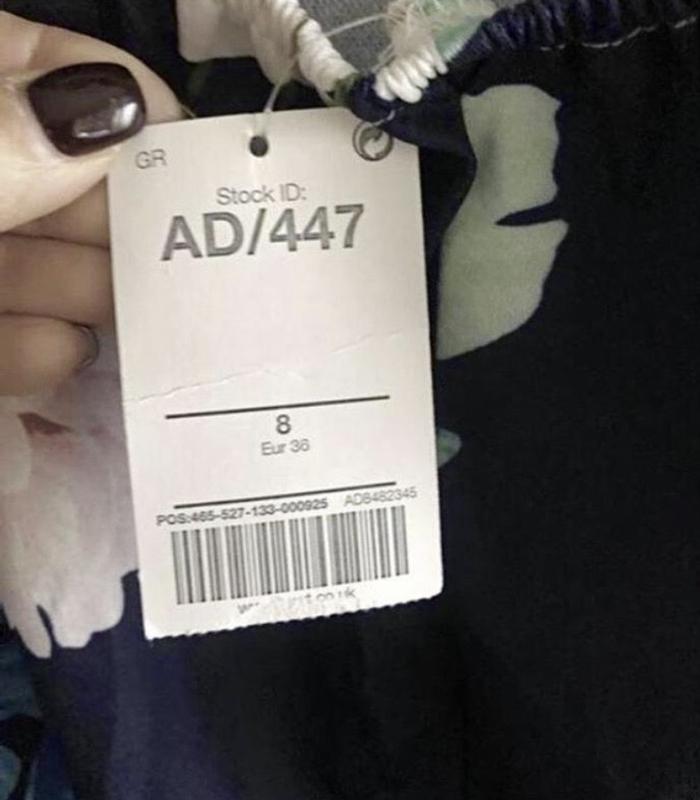 GR
Stock ID:
AD/447
8
Eur 36
POS:465-527-133-000925 AD8482345